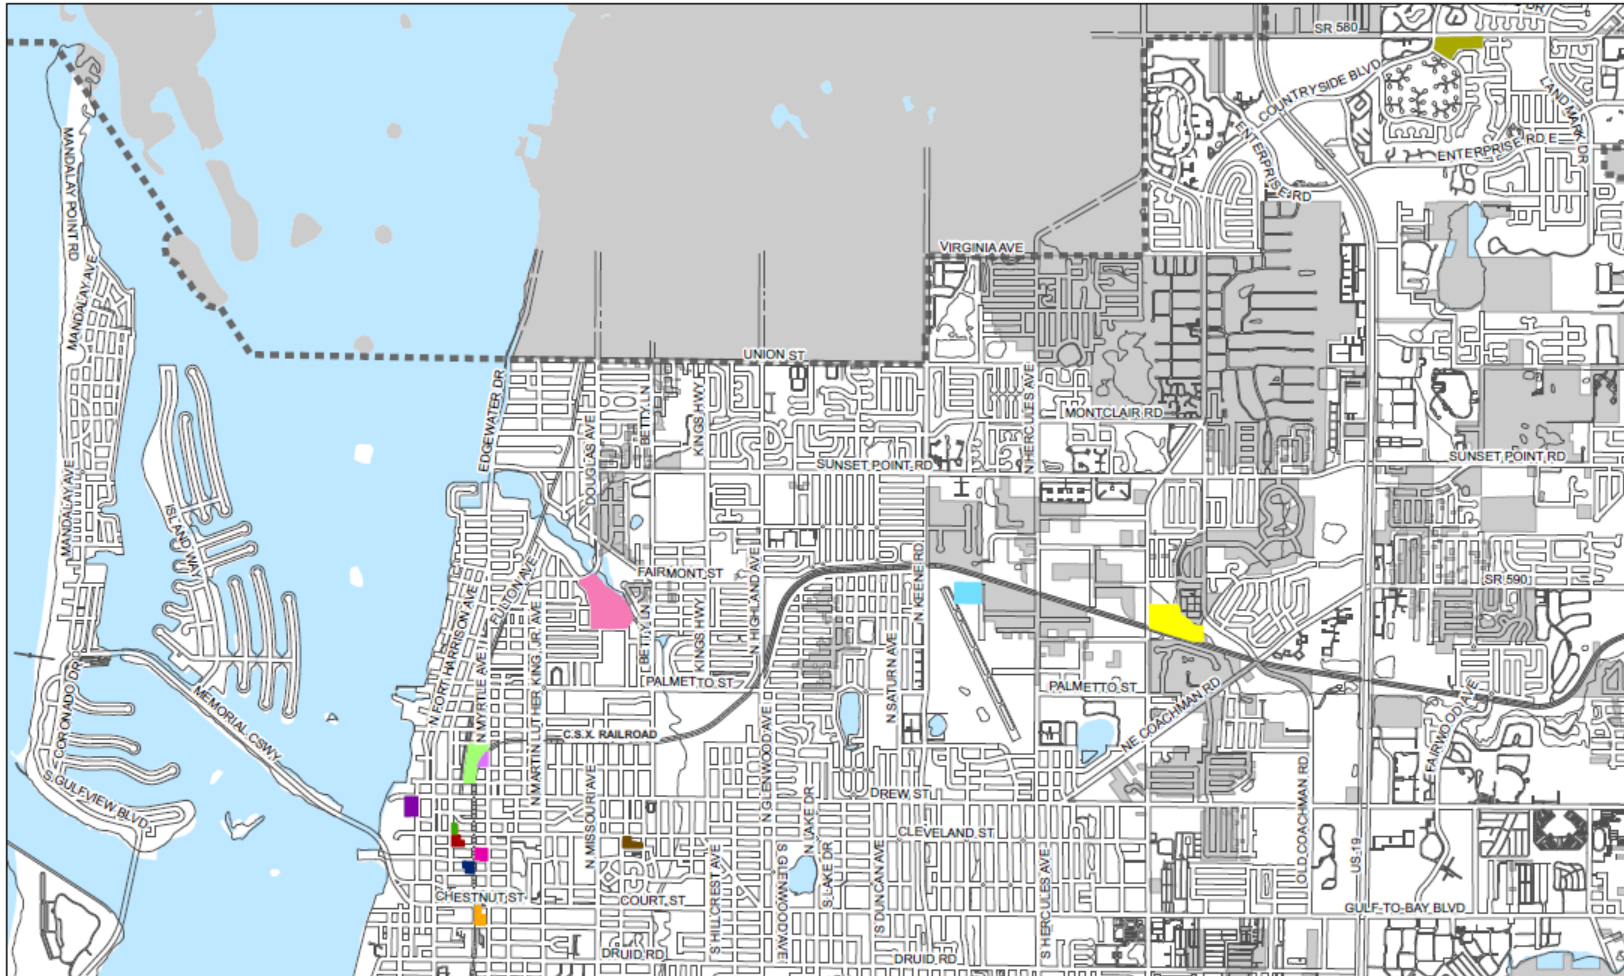 DR
SR 580
COUNTRYSIDE BLVD
LAND MARK DR
ENTERPRISE RD E
ENTERPRISE RD
MANDALAY POINT RD
VIRGINIA AVE
MANDALAY AVE
UNION ST
EDGEWATER DR
BETTY LN
KINGS HWY
N HERCULES AVE
MONTCLAIR RD
DOUGLAS AVE
SUNSET POINT RD
SUNSET POINT RD
MANDALAY AVE
ISLAND WAY
FULTON AVE
FAIRMONT ST
N HIGHLAND AVE
N KEENE RD
SR 590
N FORT HARRISON AVE
N MYRTLE AVE
N MARTIN LUTHER KING, JR. AVE
BETTY LN
KINGS HWY
N SATURN AVE
PALMETTO ST
PALMETTO ST
CORONADO DR
MEMORIAL CSWY
NE COACHMAN RD
FAIRWOOD AVE
C.S.X. RAILROAD
N GLENWOOD AVE
S GULFVIEW BLVD
N MISSOURI AVE
DREW ST
N LAKE DR
OLD COACHMAN RD
CLEVELAND ST
US-19
S HILLCREST AVE
S GLENWOOD AVE
S LAKE DR
S DUNCAN AVE
S HERCULES AVE
CHESTNUT ST
COURT ST
GULF-TO-BAY BLVD
DRUID RD
DRUID RD